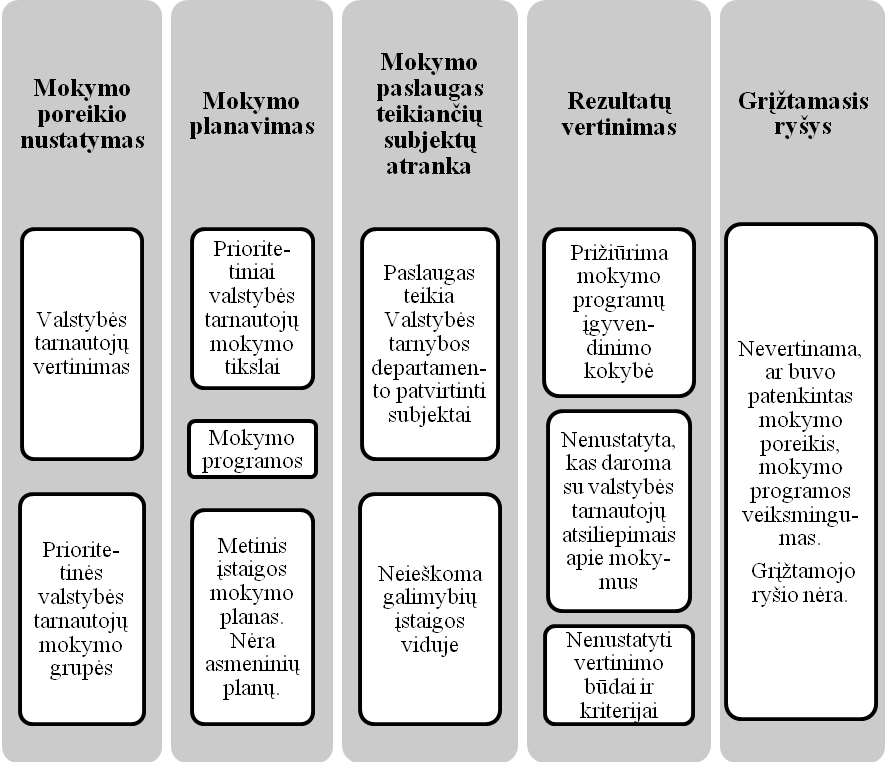 Mokymo
poreikio
nustatymas
Valstybės
tarnautojų
vertinimas
Priorite-
tinės
valstybės
tarnautojų
mokymo
grupės
Mokymo
planavimas
Priorite-
tiniai
valstybės
tarnautojų
mokymo
tikslai
Mokymo
programos
Metinis
įstaigos
mokymo
planas.
Nėra
asmeninių
planų.
Mokymo
paslaugas
teikiančių
subjektų
atranka
Paslaugas
teikia
Valstybės
tarnybos
departamen-
to patvirtinti
subjektai
Neieškoma
galimybių
įstaigos
viduje
Rezultatų
vertinimas
Prižiūrima
mokymo
programų
įgyven-
dinimo
kokybė
Nenustatyta,
kas daroma
su valstybės
tarnautojų
atsiliepimais
apie moky-
mus
Nenustatyti
vertinimo
būdai ir
kriterijai
Grįžtamasis
ryšys
Nevertinama,
ar buvo
patenkintas
mokymo
poreikis,
mokymo
programos
veiksmingu-
mas.
Grįžtamojo
ryšio nėra.